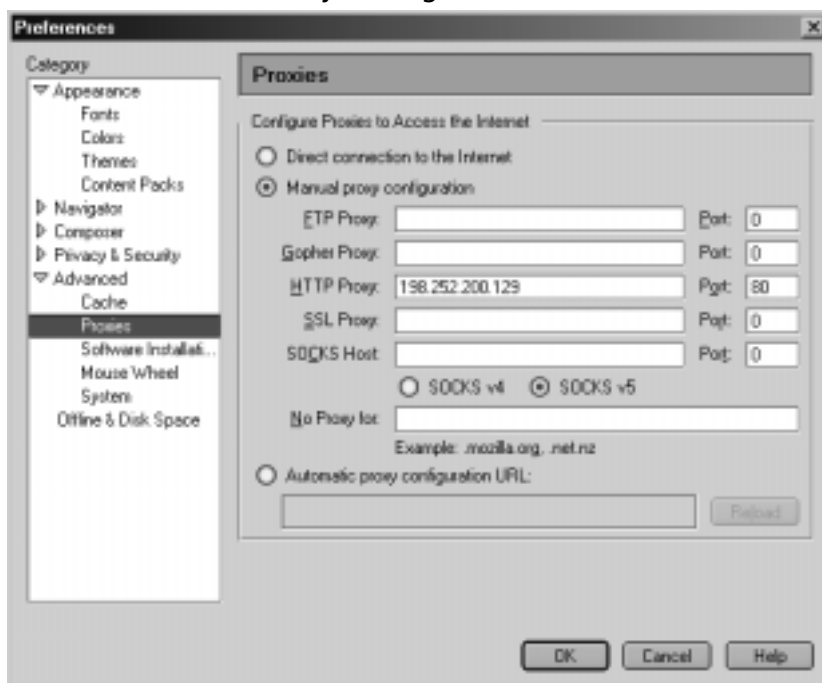 Preferences
Category
Appearance
Fonts
Colors
Themes
Content Packs
Navigator
Composer
Privacy & Security
Advanced
Cache
Proxies
Software Installati...
Mouse Wheel
System
Offline & Disk Space
Proxies
Configure Proxies to Access the Internet
Direct connection to the Internet
Manual proxy configuration
FTP Proxy: Port: 0
Gopher Proxy: Port: 0
HTTP Proxy: 198.252.200.129 Port: 80
SSL Proxy: Port: 0
SOCKS Host: Port: 0
SOCKS v4 SOCKS v5
No Proxy for:
Example: .mozilla.org, .net.nz
Automatic proxy configuration URL:
Reload
OK Cancel Help